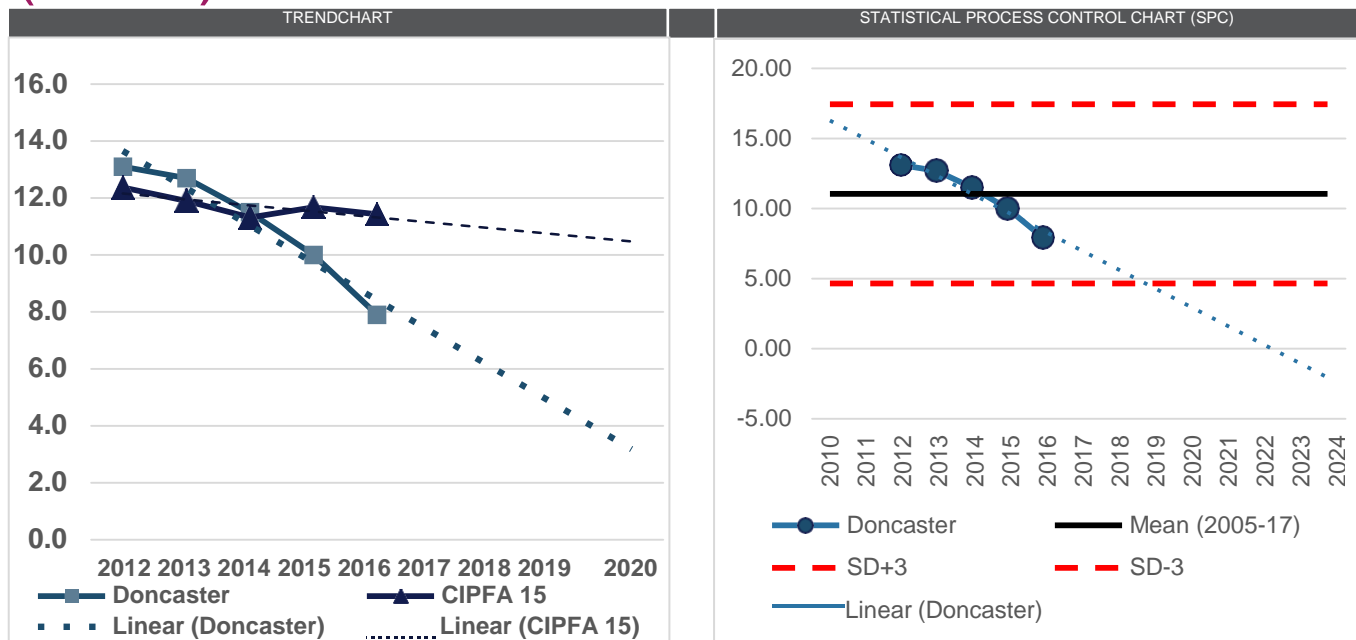 TRENDCHART
STATISTICAL PROCESS CONTROL CHART (SPC)
16.0
14.0
12.0
10.0
8.0
6.0
4.0
2.0
0.0
2012 2013 2014 2015 2016 2017 2018 2019 2020
Doncaster
CIPFA 15
Linear (Doncaster)
Linear (CIPFA 15)
20.00
15.00
10.00
5.00
0.00
-5.00
2010 2011 2012 2013 2014 2015 2016 2017 2018 2019 2020 2021 2022 2023 2024
Doncaster
Mean (2005-17)
SD+3
SD-3
Linear (Doncaster)